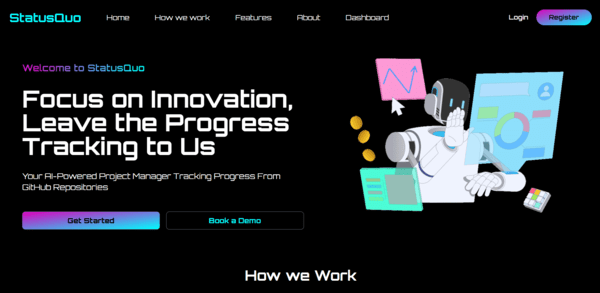 StatusQuo
Home
How we work
Features
About
Dashboard
Login
Register
Welcome to StatusQuo
Focus on Innovation,
Leave the Progress
Tracking to Us
Your AI-Powered Project Manager Tracking Progress From
GitHub Repositories
Get Started
Book a Demo
How we Work